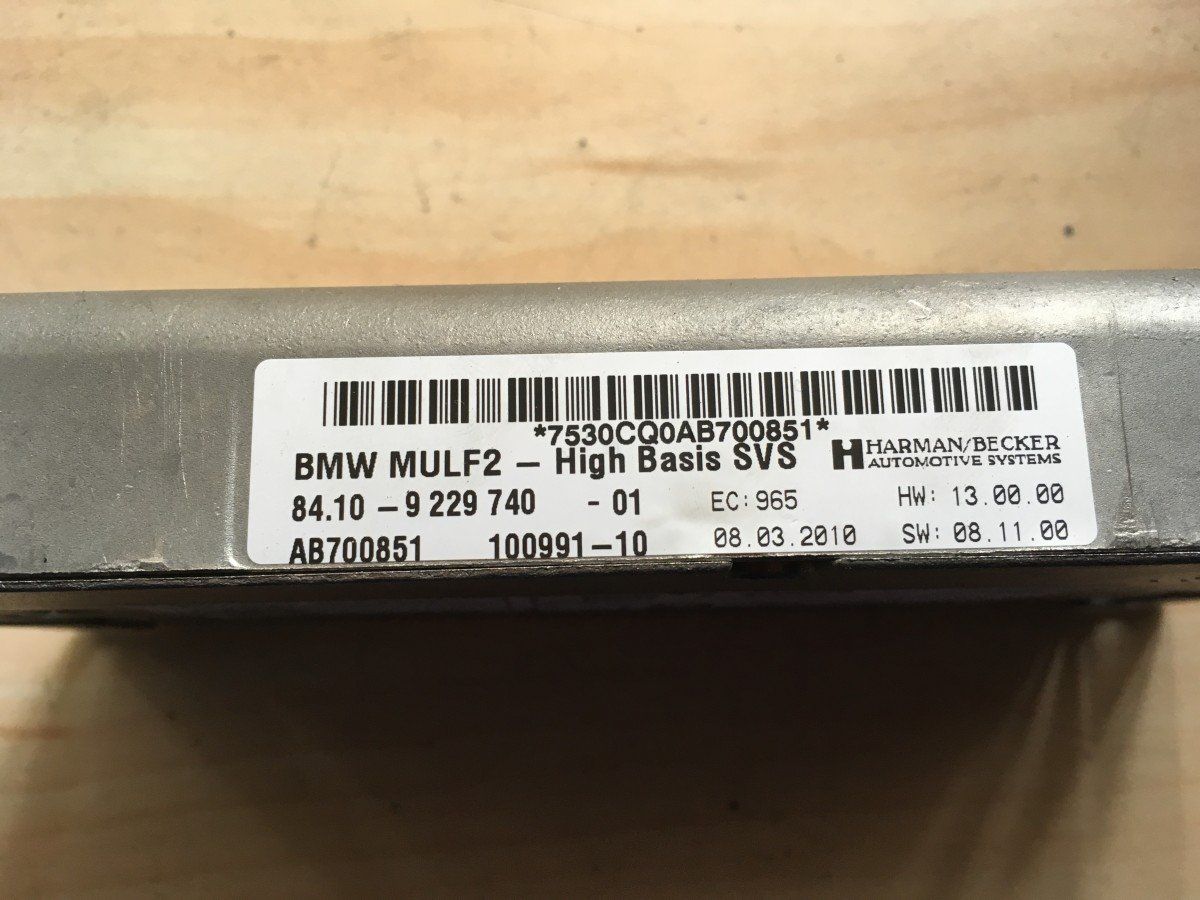 *7530CQ0AB700851*
BMW MULF2 – High Basis SVS
HARMAN/BECKER
AUTOMOTIVE SYSTEMS
84.10 – 9 229 740 - 01 EC: 965 HW: 13.00.00
AB700851 100991–10 08.03.2010 SW: 08.11.00